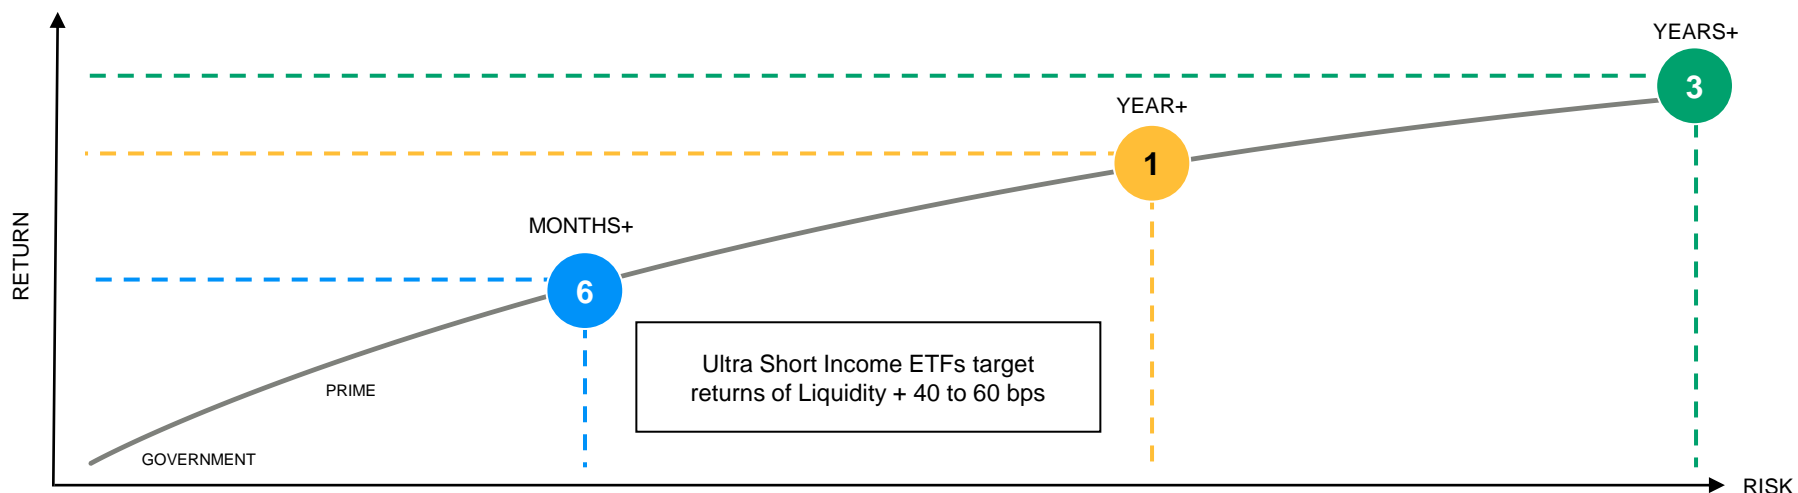 YEARS+
3
YEAR+
1
MONTHS+
6
RETURN
Ultra Short Income ETFs target
returns of Liquidity + 40 to 60 bps
PRIME
GOVERNMENT
RISK